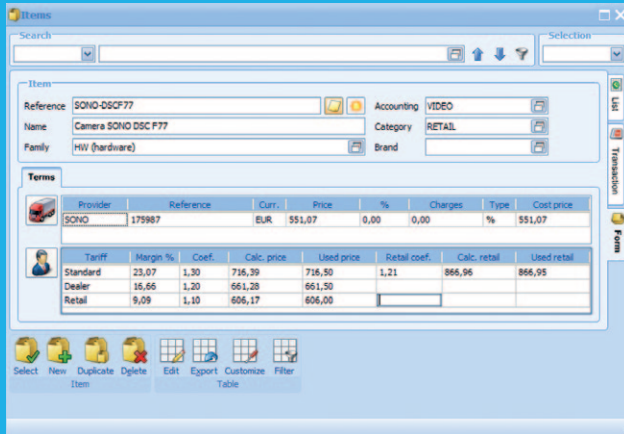 Items
Search Selection
Item
Reference SONO-DSCF77 Accounting VIDEO
Name Camera SONO DSC F77 Category RETAIL
Family HW (hardware) Brand
List
Transaction
Form
Terms
Provider Reference Curr. Price % Charges Type Cost price
SONO 175987 EUR 551,07 0,00 0,00 % 551,07
Tariff Margin % Coef. Calc. price Used price Retail coef. Calc. retail Used retail
Standard 23,07 1,30 716,39 716,50 1,21 866,96 866,95
Dealer 16,66 1,20 661,28 661,50
Retail 9,09 1,10 606,17 606,00
Select New Duplicate Delete Edit Export Customize Filter
Item Table